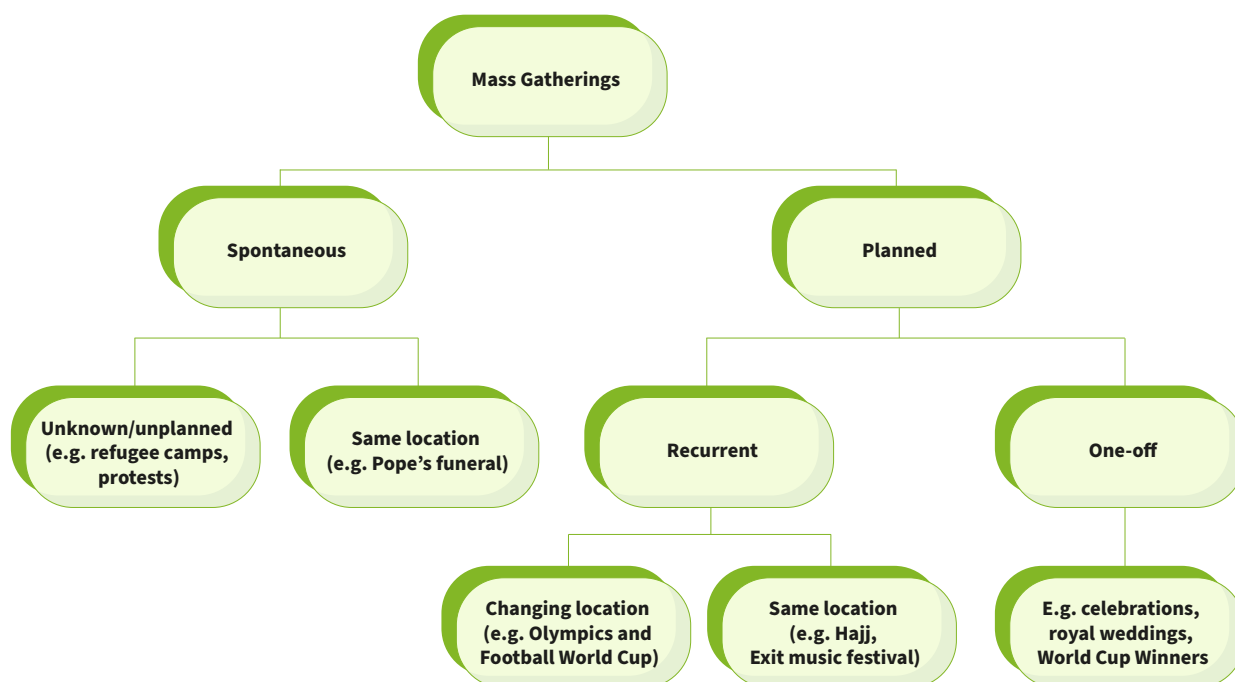 Mass Gatherings
Spontaneous
Planned
Unknown/unplanned
(e.g. refugee camps,
protests)
Same location
(e.g. Pope’s funeral)
Recurrent
One-off
Changing location
(e.g. Olympics and
Football World Cup)
Same location
(e.g. Hajj,
Exit music festival)
E.g. celebrations,
royal weddings,
World Cup Winners